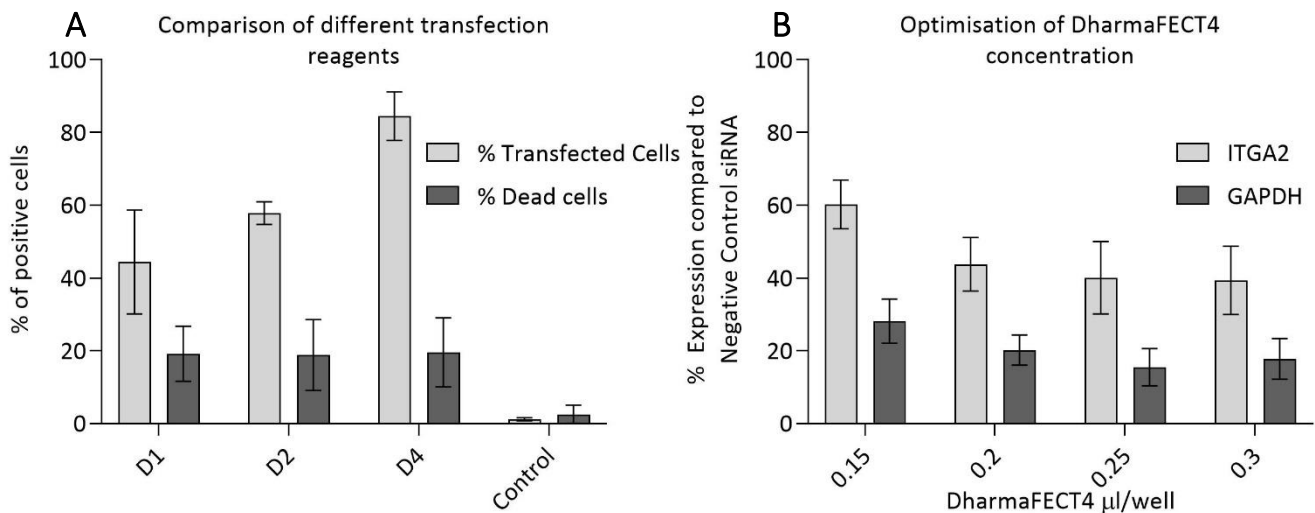 A
Comparison of different transfection
reagents
% of positive cells
100
80
60
40
20
0
% Transfected Cells
% Dead cells
D1
D2
D4
Control
B
Optimisation of DharmaFECT4
concentration
% Expression compared to
Negative Control siRNA
100
80
60
40
20
0
ITGA2
GAPDH
0.15
0.2
0.25
0.3
DharmaFECT4 µl/well